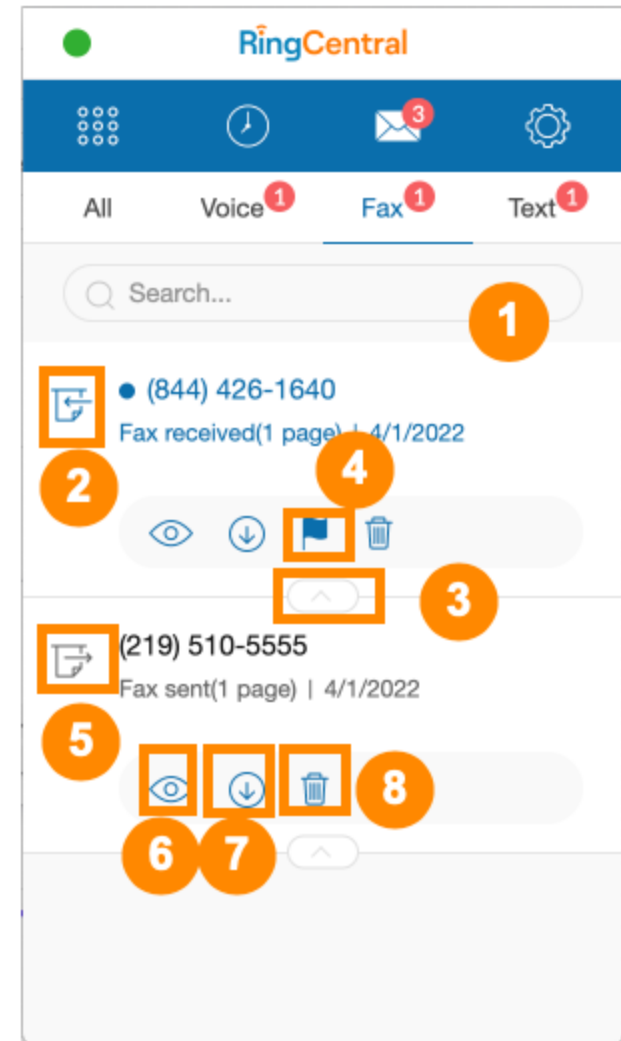 RingCentral
3
All Voice 1 Fax 1 Text 1
Search...
1
(844) 426-1640
Fax received(1 page) | 4/1/2022
2
4
3
(219) 510-5555
Fax sent(1 page) | 4/1/2022
5
8
6 7